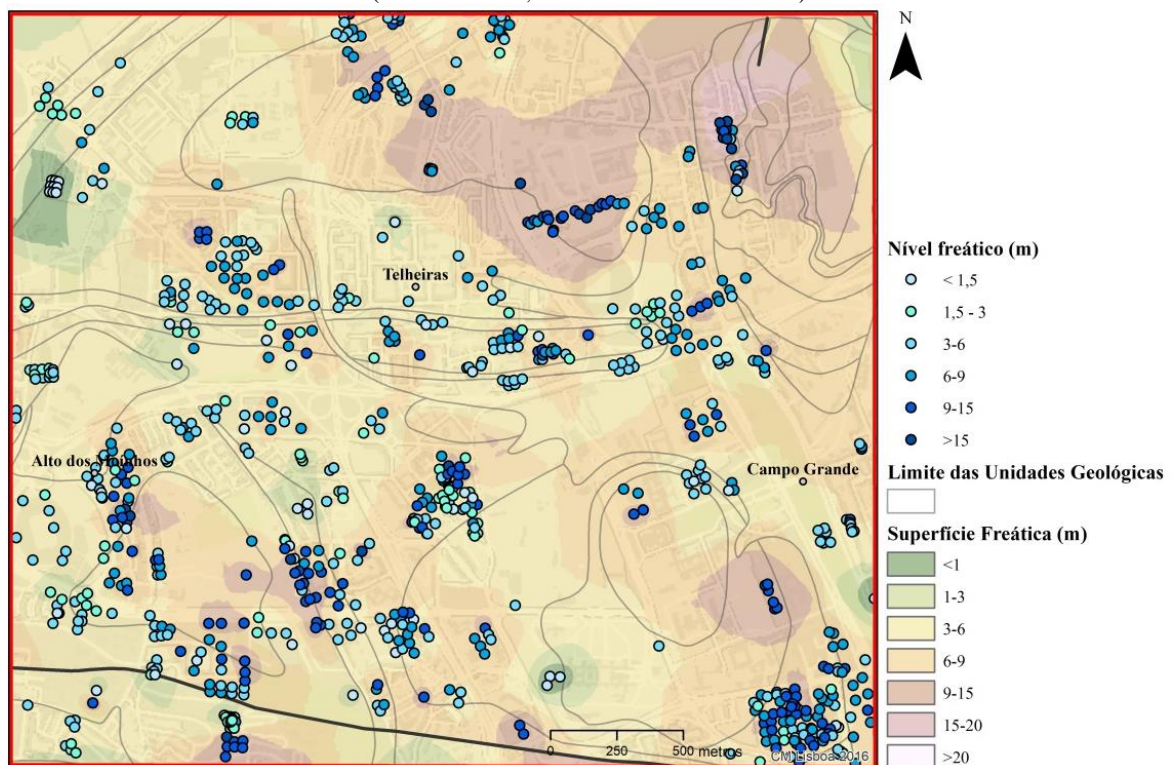 N
Telheiras
Alto dos Moinhos
Campo Grande
0 250 500 metros
CM Lisboa 2016
Nível freático (m)
< 1,5
1,5 - 3
3-6
6-9
9-15
>15
Limite das Unidades Geológicas
Superfície Freática (m)
<1
1-3
3-6
6-9
9-15
15-20
>20